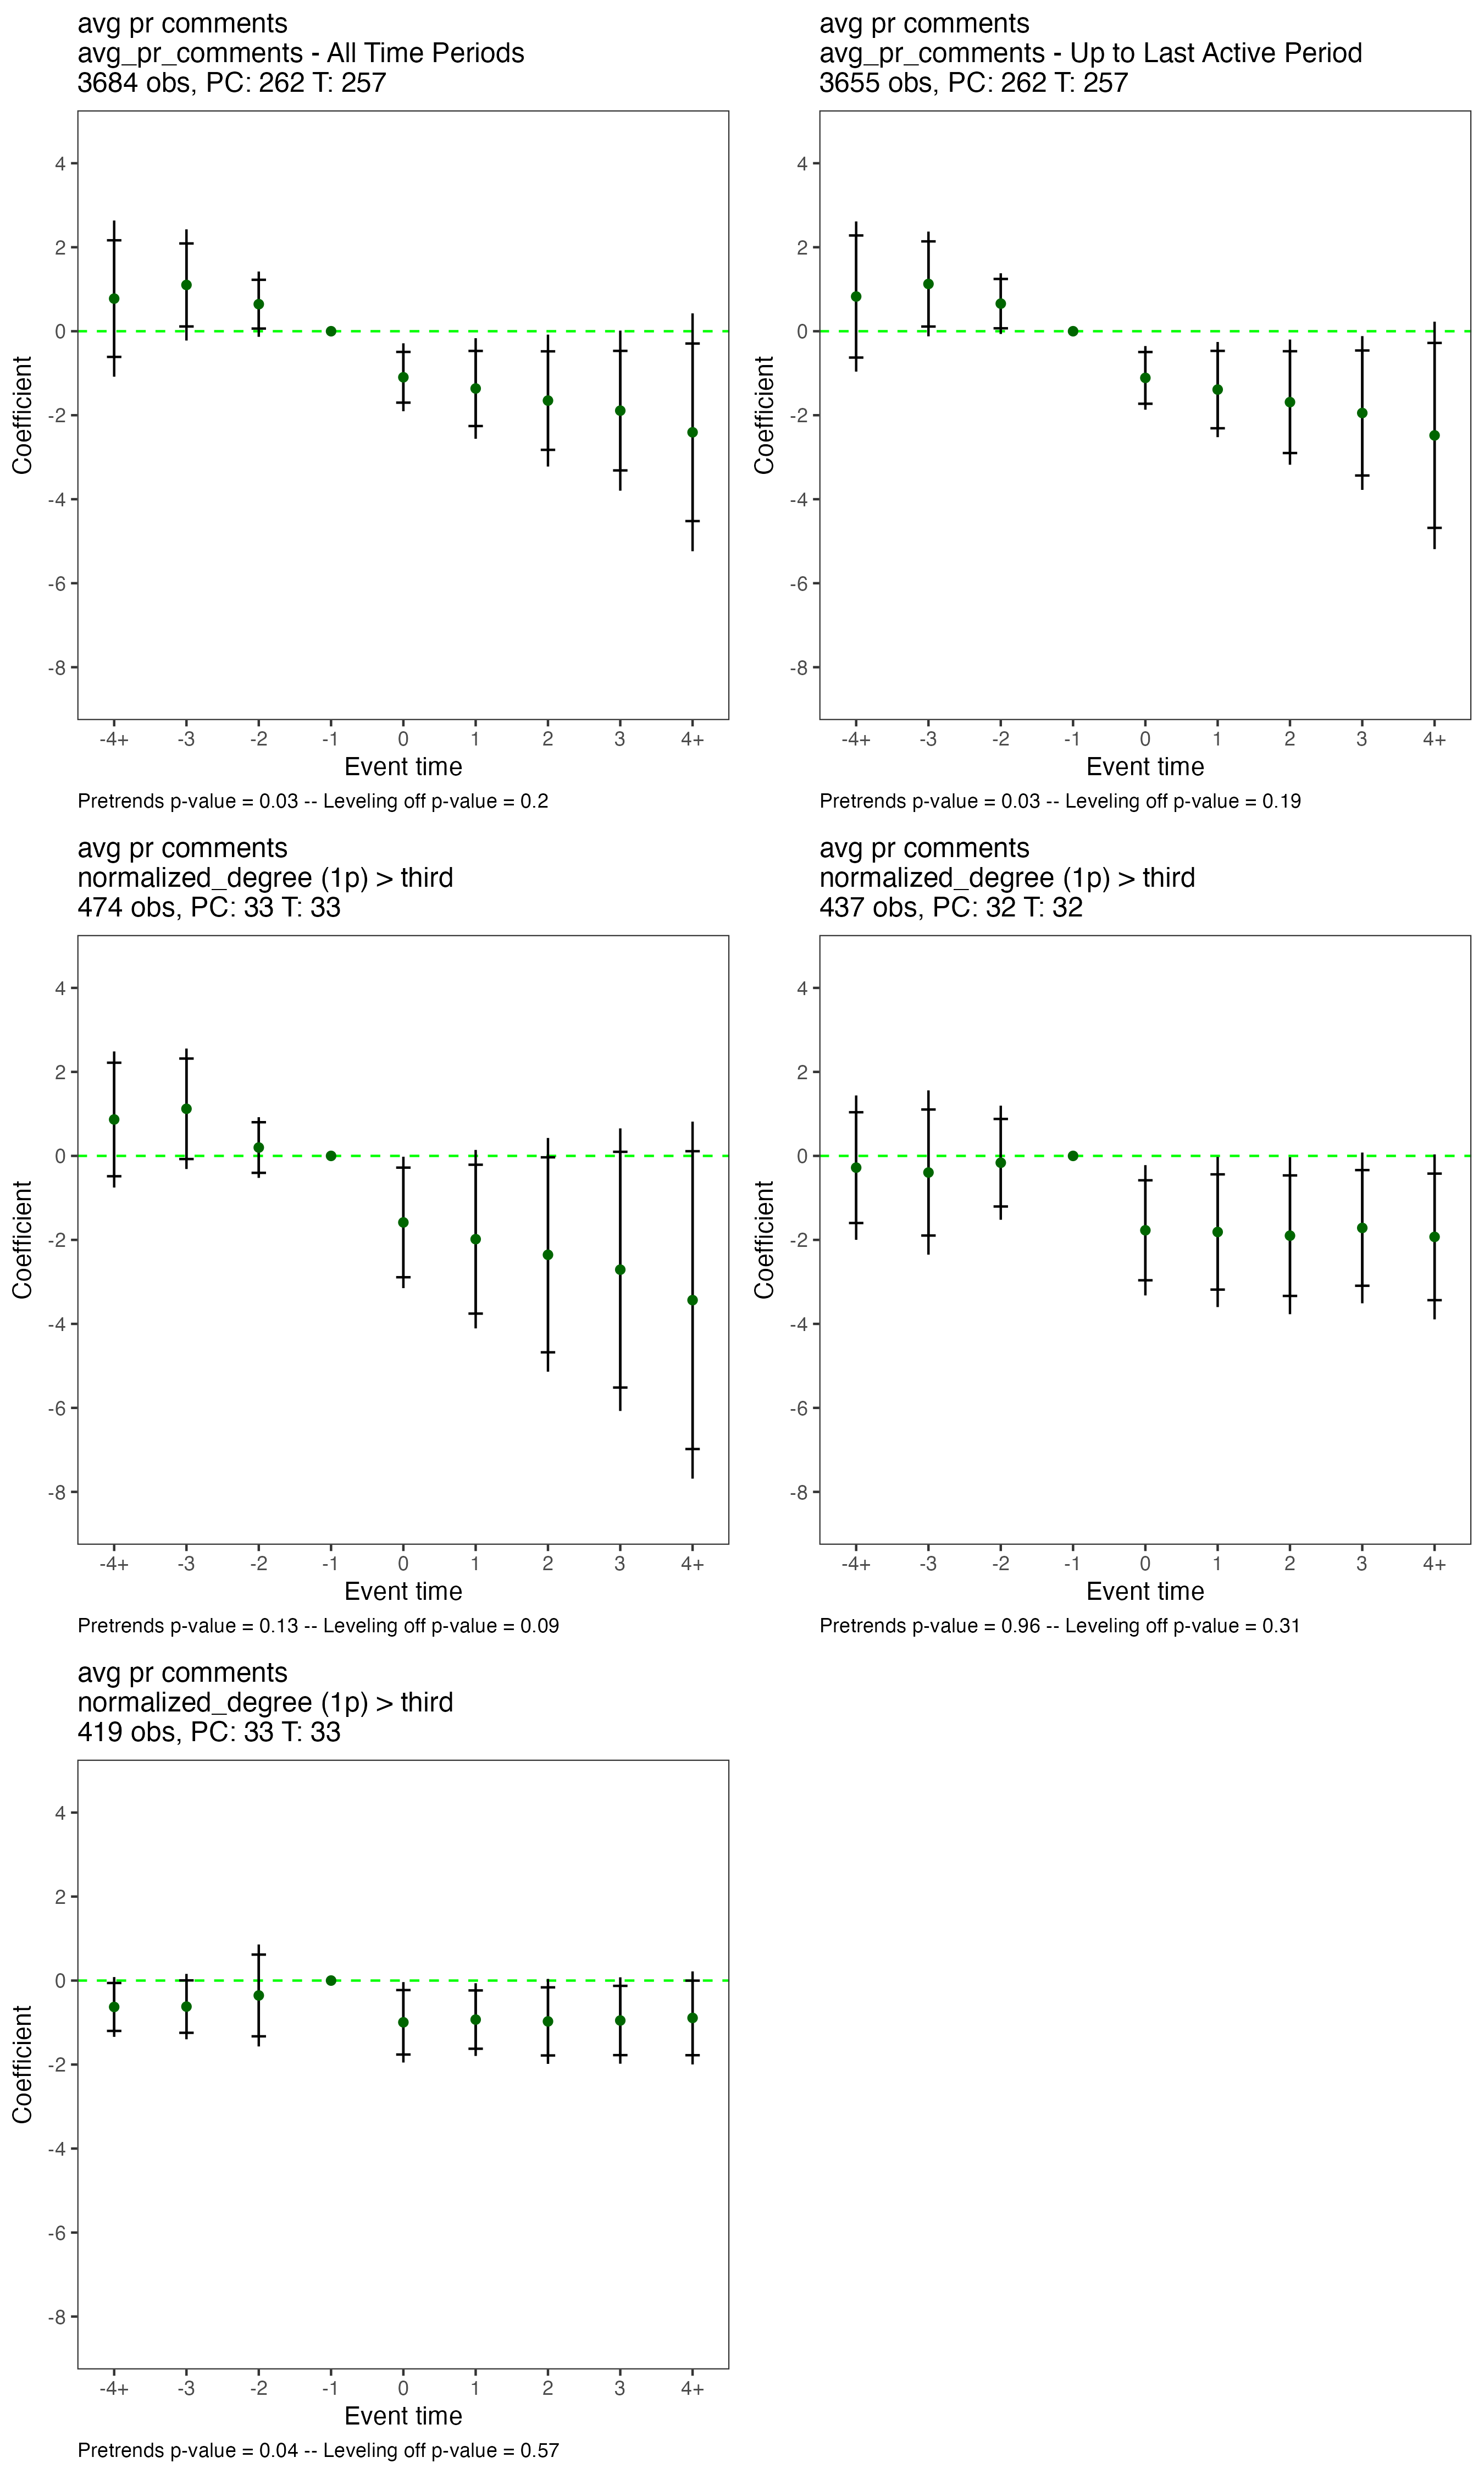 avg pr comments
avg_pr_comments - All Time Periods
3684 obs, PC: 262 T: 257
4
2
0
-2
-4
-6
-8
Coefficient
-4+ -3 -2 -1 0 1 2 3 4+
Event time
Pretrends p-value = 0.03 -- Leveling off p-value = 0.2
avg pr comments
avg_pr_comments - Up to Last Active Period
3655 obs, PC: 262 T: 257
4
2
0
-2
-4
-6
-8
Coefficient
-4+ -3 -2 -1 0 1 2 3 4+
Event time
Pretrends p-value = 0.03 -- Leveling off p-value = 0.19
avg pr comments
normalized_degree (1p) > third
474 obs, PC: 33 T: 33
4
2
0
-2
-4
-6
-8
Coefficient
-4+ -3 -2 -1 0 1 2 3 4+
Event time
Pretrends p-value = 0.13 -- Leveling off p-value = 0.09
avg pr comments
normalized_degree (1p) > third
437 obs, PC: 32 T: 32
4
2
0
-2
-4
-6
-8
Coefficient
-4+ -3 -2 -1 0 1 2 3 4+
Event time
Pretrends p-value = 0.96 -- Leveling off p-value = 0.31
avg pr comments
normalized_degree (1p) > third
419 obs, PC: 33 T: 33
4
2
0
-2
-4
-6
-8
Coefficient
-4+ -3 -2 -1 0 1 2 3 4+
Event time
Pretrends p-value = 0.04 -- Leveling off p-value = 0.57